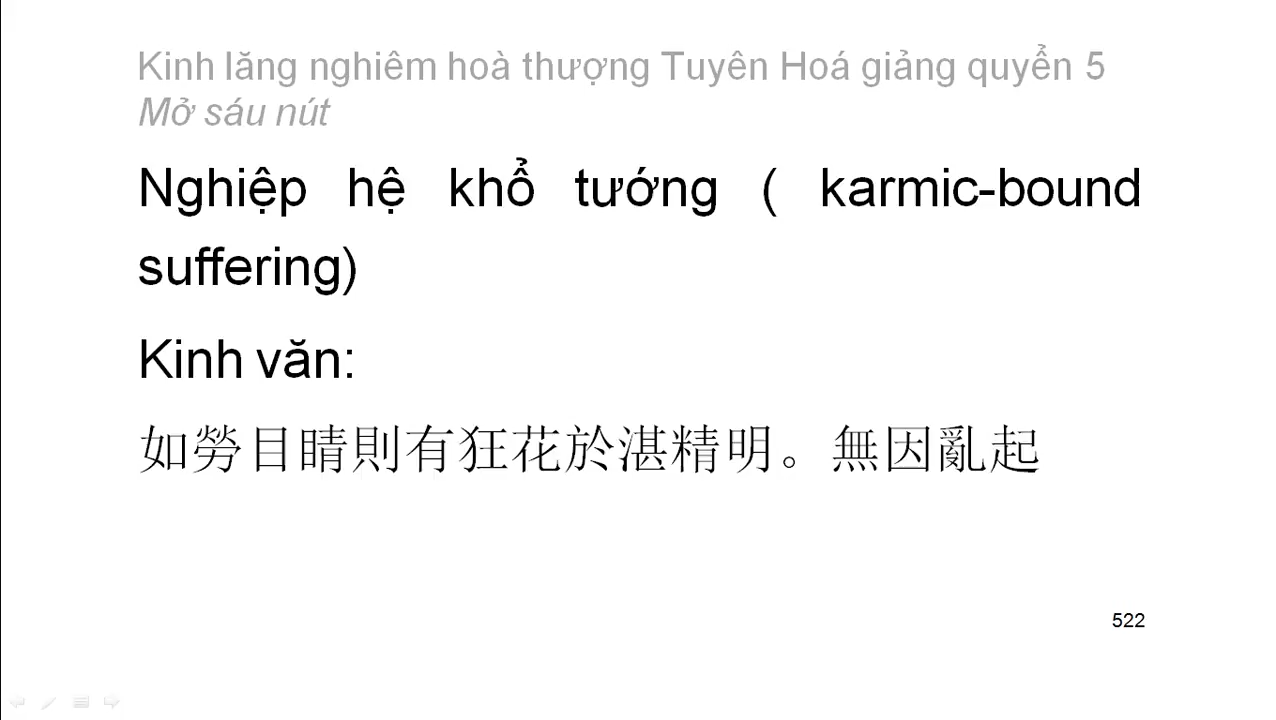 Kinh lăng nghiêm hoà thượng Tuyên Hoá giảng quyển 5
Mở sáu nút
Nghiệp hệ khổ tướng ( karmic-bound
suffering)
Kinh văn:
如勞目睛則有狂花於湛精明。無因亂起
522